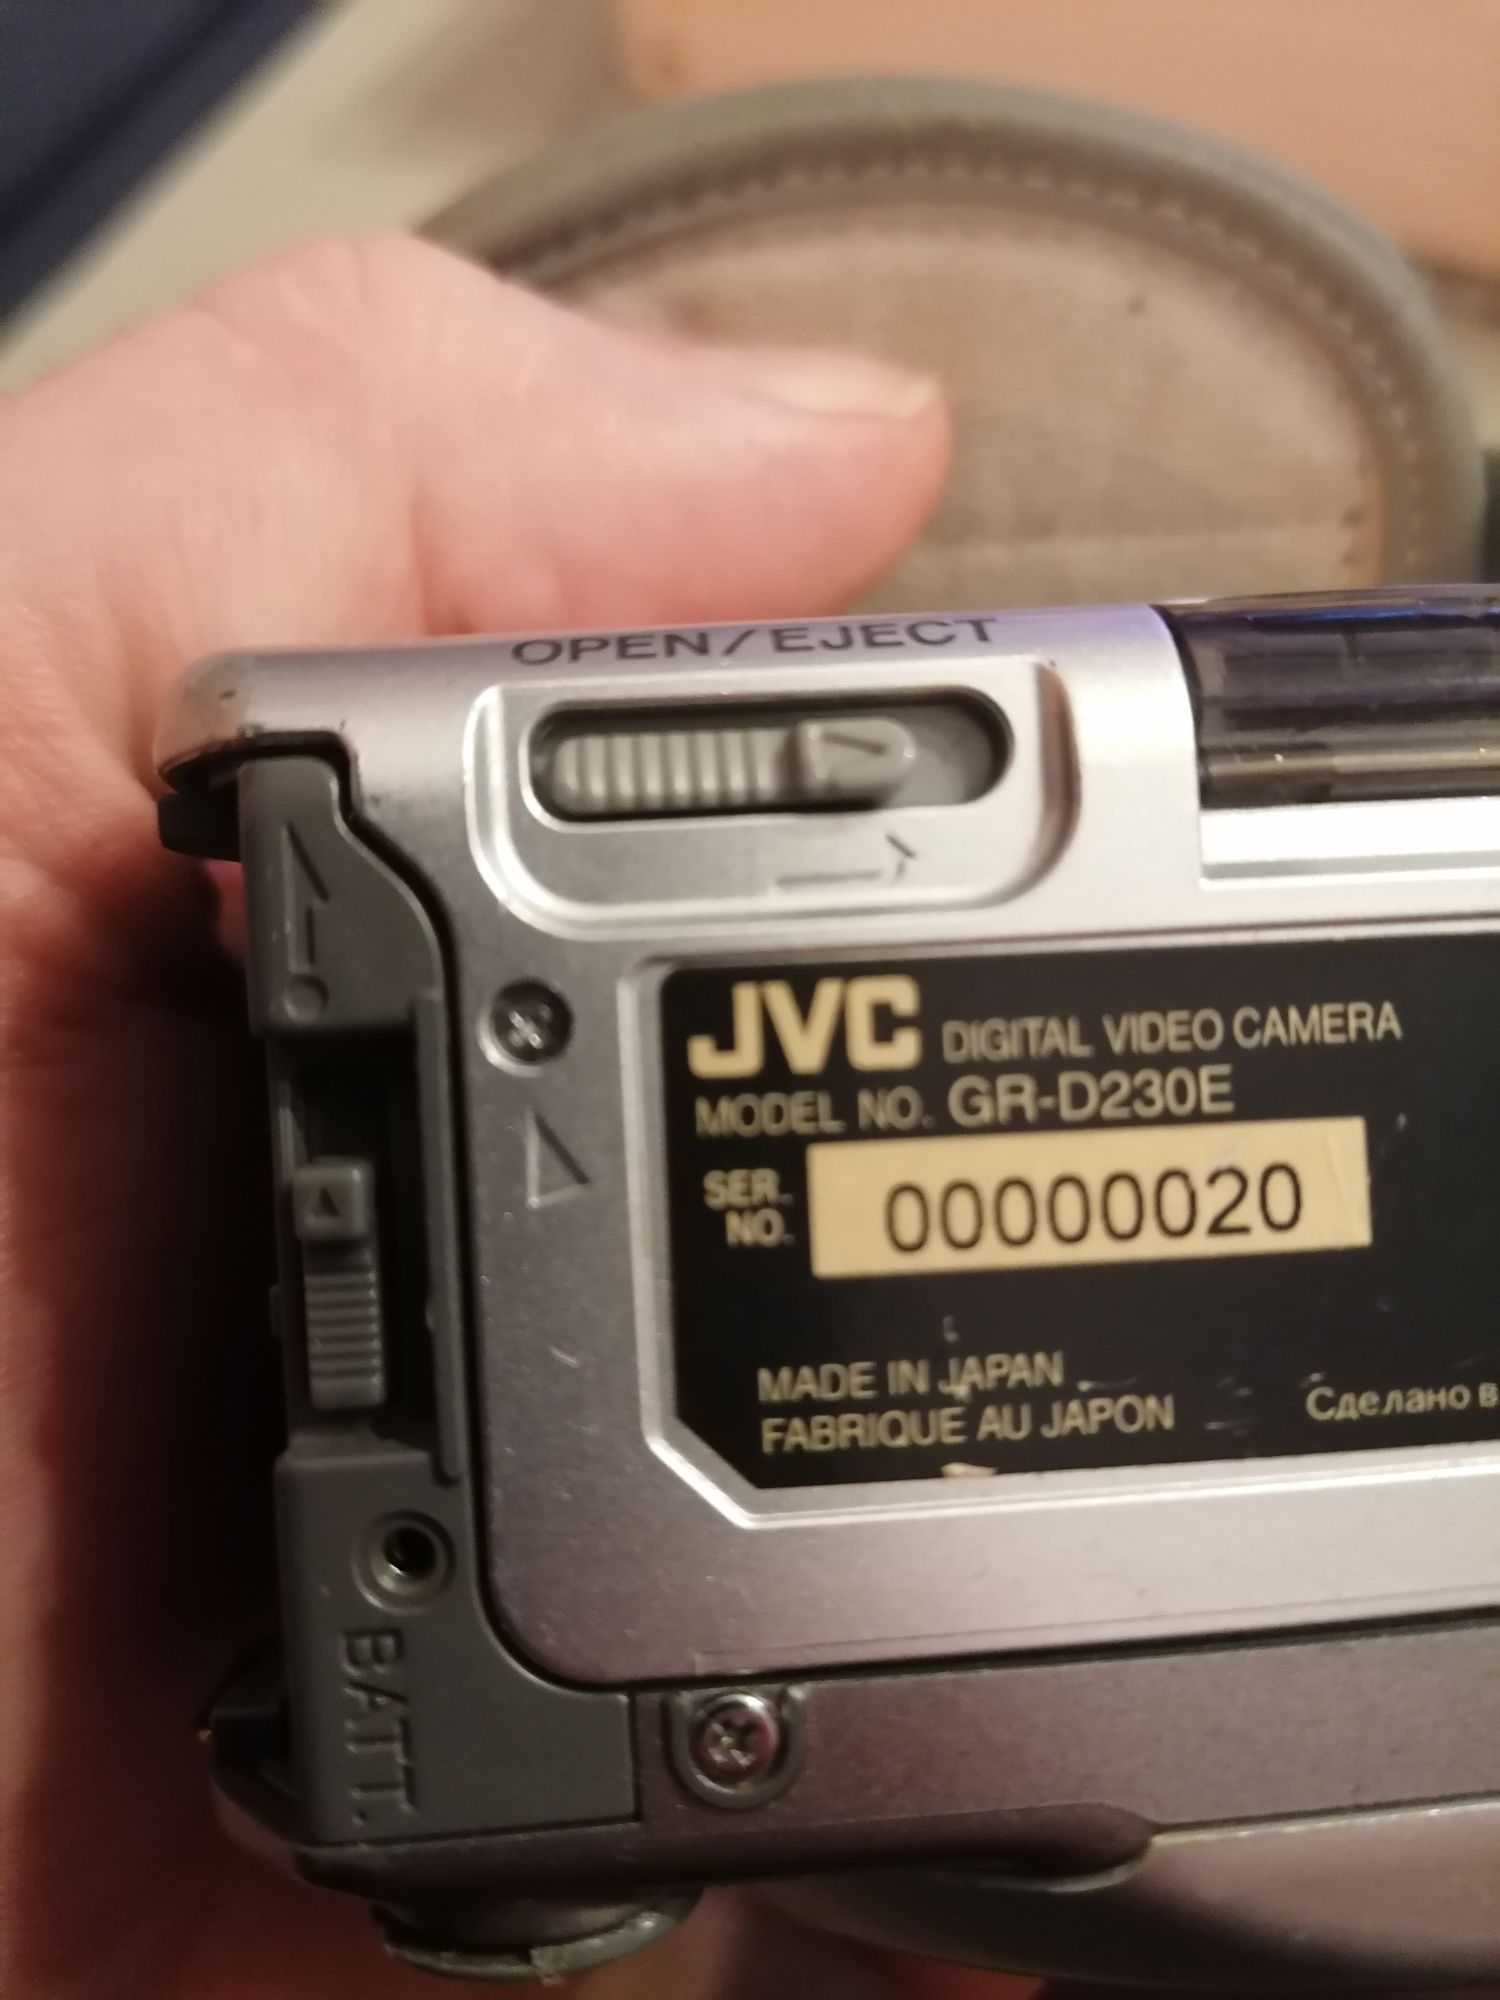 OPEN/EJECT
JVC DIGITAL VIDEO CAMERA
MODEL NO. GR-D230E
SER. NO. 00000020
MADE IN JAPAN
FABRIQUE AU JAPON
Сделано в
BATT.